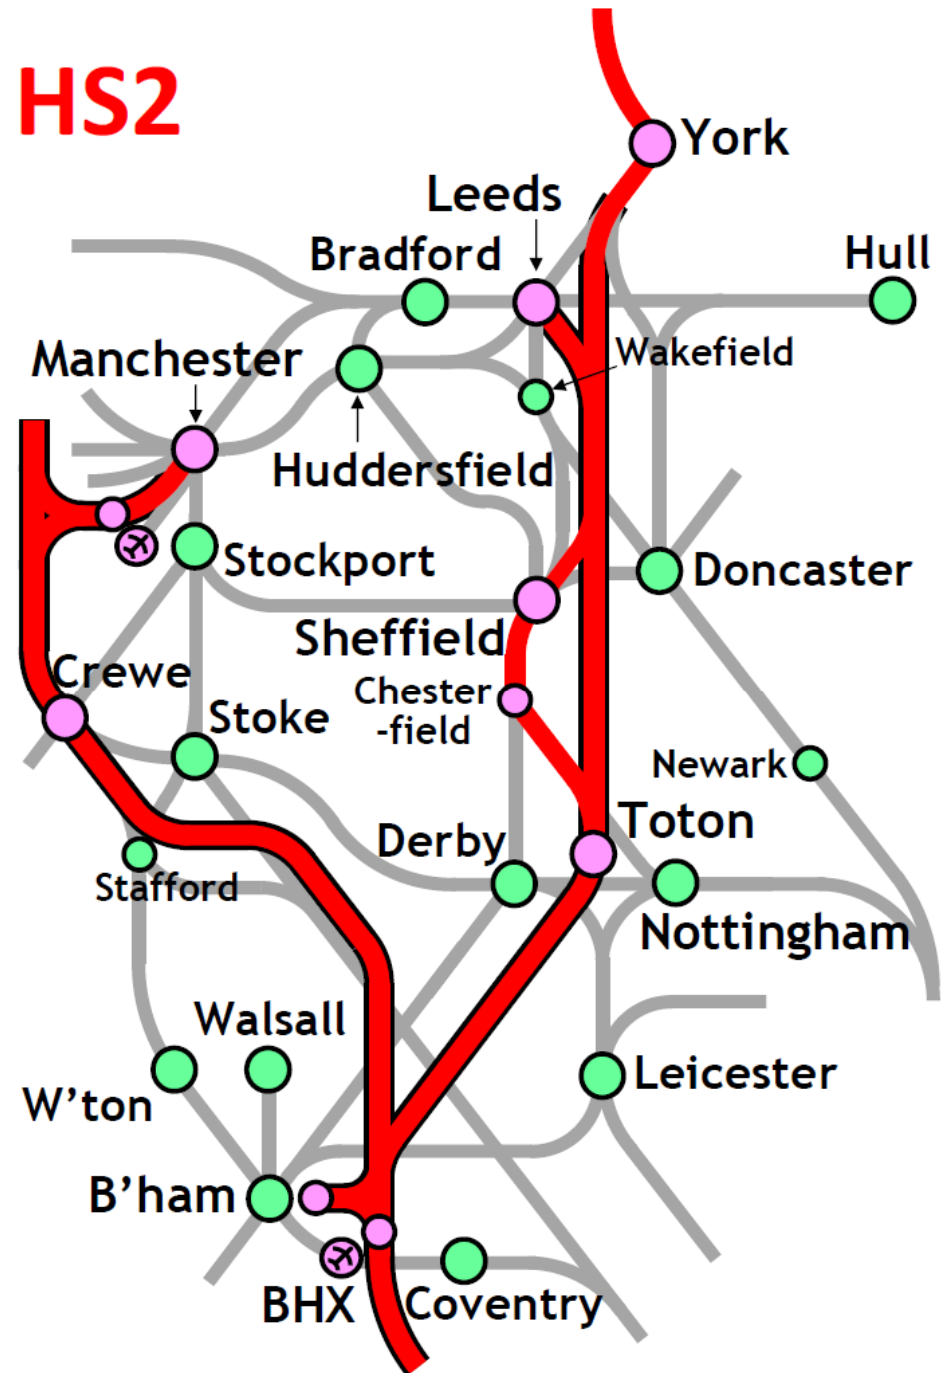 HS2
York
Leeds
Bradford
Hull
Manchester
Wakefield
Huddersfield
Stockport
Doncaster
Sheffield
Crewe
Chester
-field
Stoke
Newark
Toton
Derby
Stafford
Nottingham
Walsall
Leicester
W'ton
B'ham
BHX
Coventry